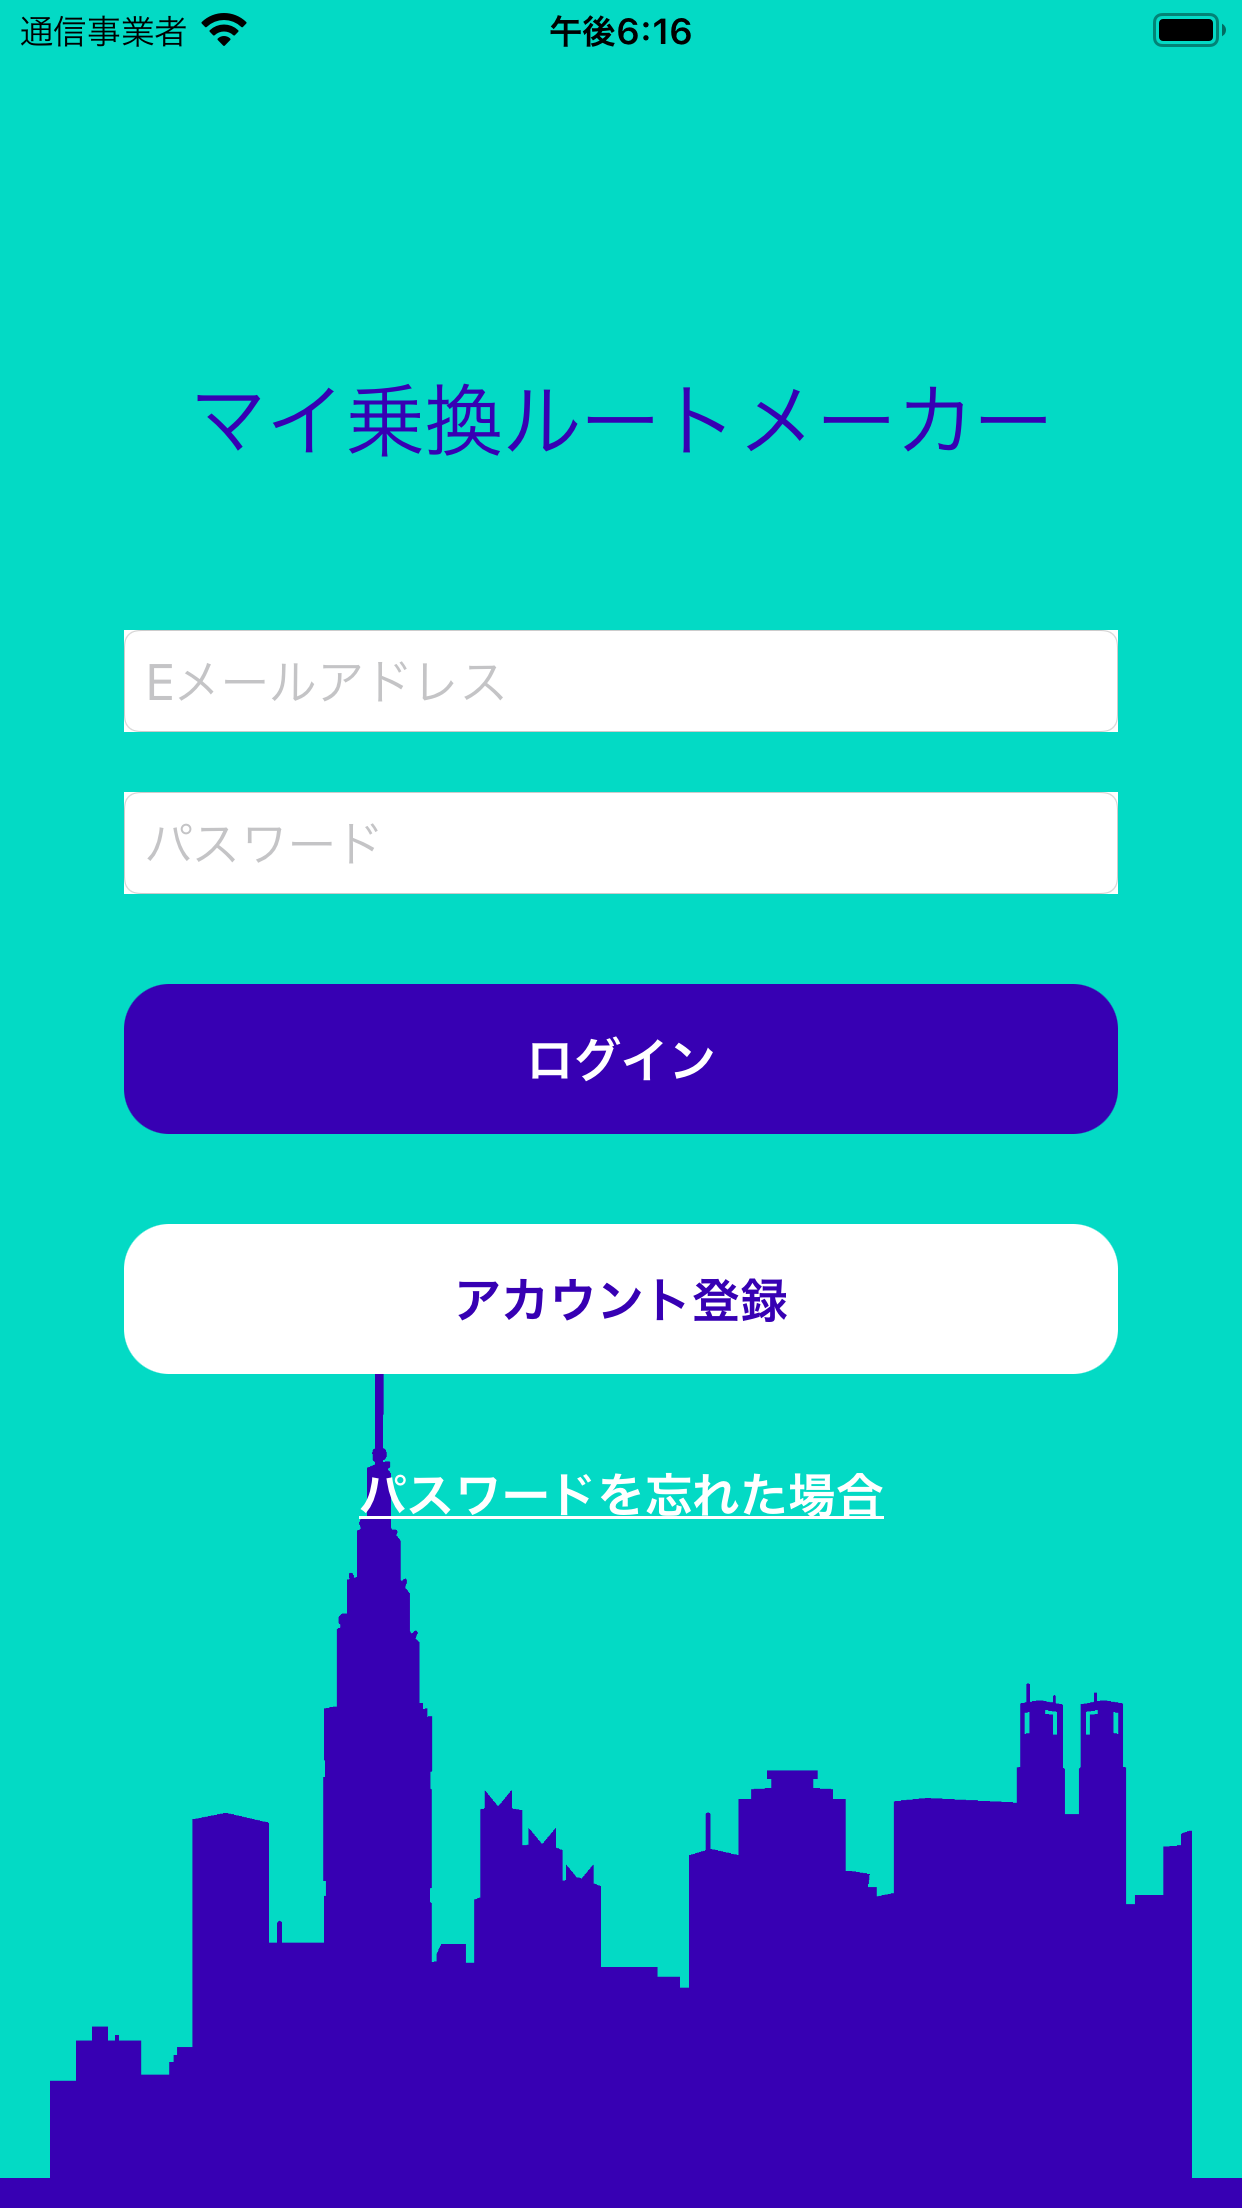 通信事業者 午後6:16
マイ乗換ルートメーカー
Eメールアドレス
パスワード
ログイン
アカウント登録
パスワードを忘れた場合